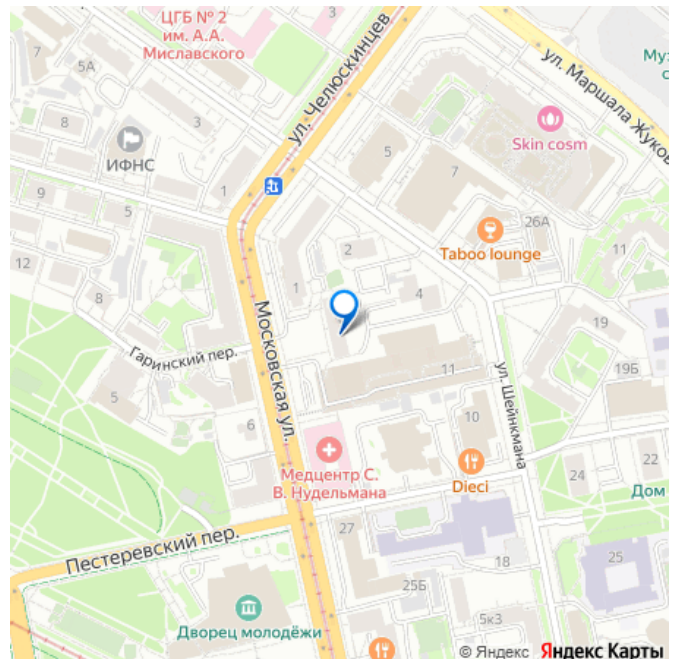 ЦГБ № 2
им. А.А.
Миславского
3
7
5А
8
3
ИФНС
1
9
5
12
8
ул. Челюскинцев
ул. Маршала Жуков
Му
с
Skin cosm
5
7
26А
Taboo lounge
11
2
1
4
19
19Б
Гаринский пер.
5
6
Московская ул.
11
10
ул. Шейнкмана
Медцентр С.
В. Нудельмана
Dieci
24
22
Дом
Пестеревский пер.
27
18
25
25Б
5к3
Дворец молодёжи
© Яндекс Яндекс Карты